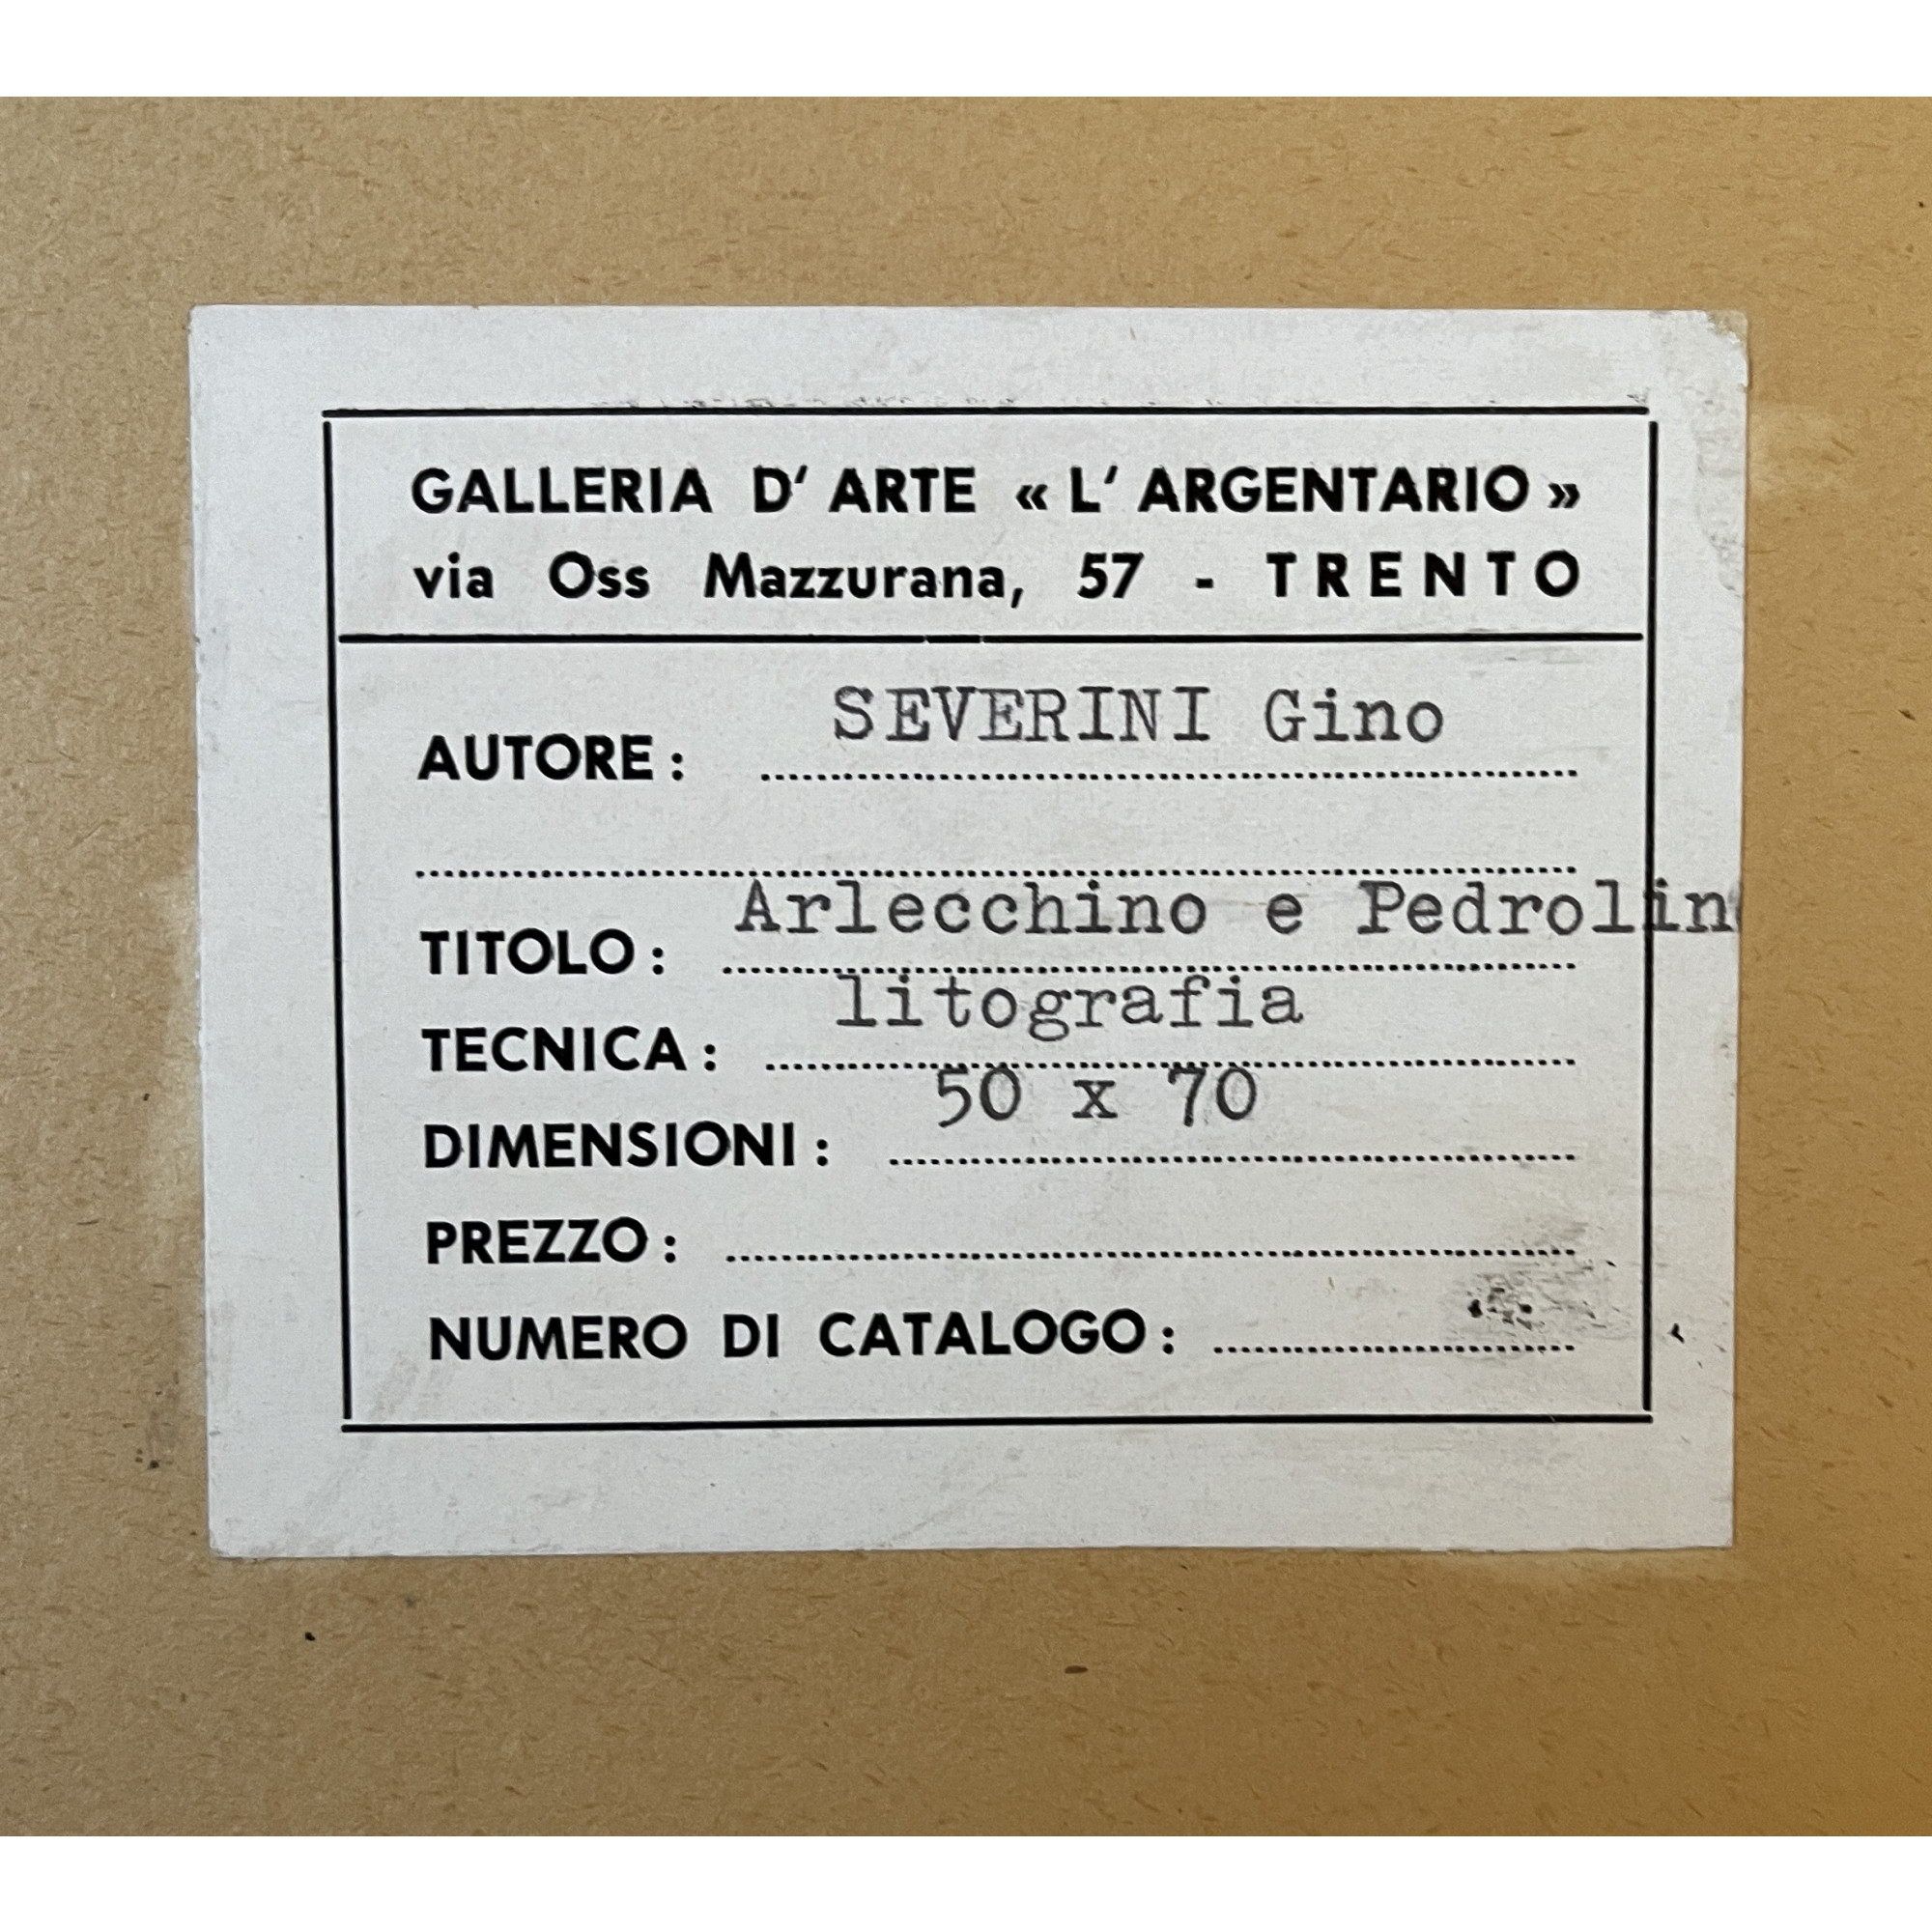 GALLERIA D' ARTE « L' ARGENTARIO »
via Oss Mazzurana, 57 - TRENTO
AUTORE: SEVERINI Gino
TITOLO: Arlecchino e Pedrolino
TECNICA: litografia
DIMENSIONI: 50 x 70
PREZZO:
NUMERO DI CATALOGO: